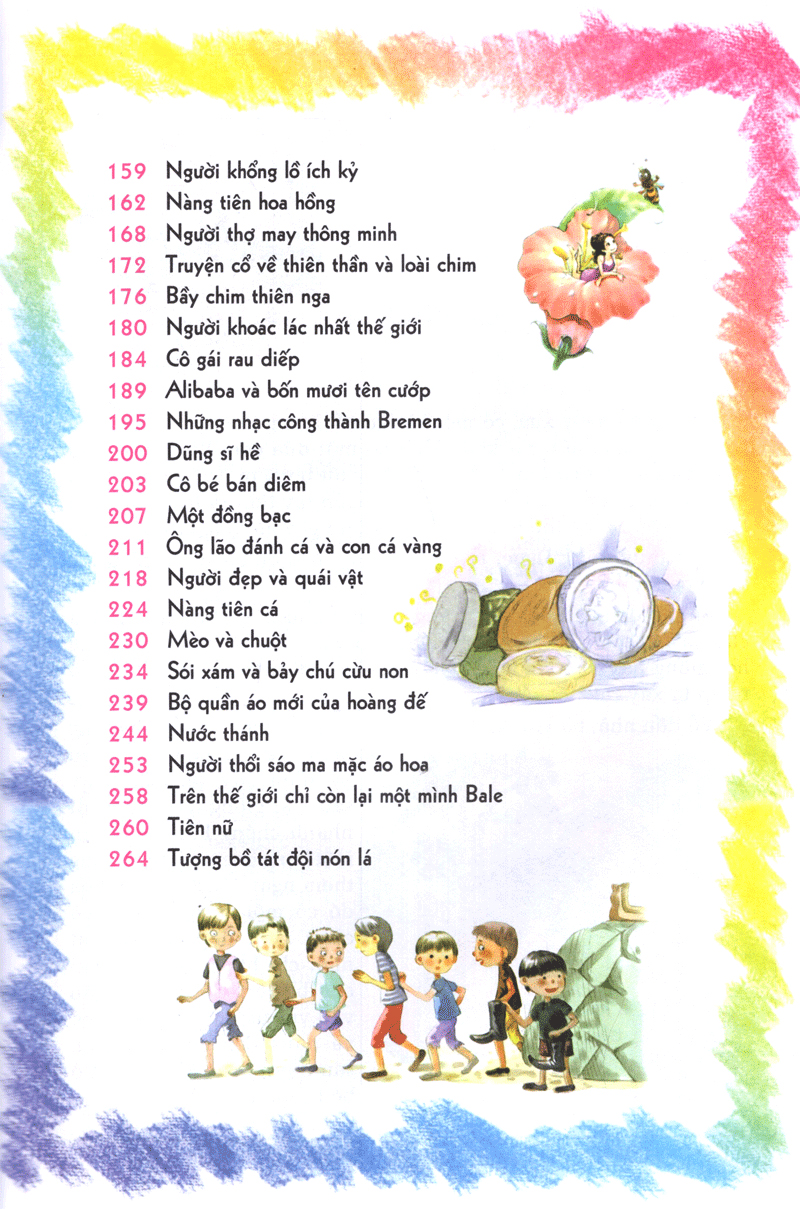 159 Người khổng lồ ích kỷ
162 Nàng tiên hoa hồng
168 Người thợ may thông minh
172 Truyện cổ về thiên thần và loài chim
176 Bầy chim thiên nga
180 Người khoác lác nhất thế giới
184 Cô gái rau diếp
189 Alibaba và bốn mươi tên cướp
195 Những nhạc công thành Bremen
200 Dũng sĩ hề
203 Cô bé bán diêm
207 Một đồng bạc
211 Ông lão đánh cá và con cá vàng
218 Người đẹp và quái vật
224 Nàng tiên cá
230 Mèo và chuột
234 Sói xám và bảy chú cừu non
239 Bộ quần áo mới của hoàng đế
244 Nước thánh
253 Người thổi sáo ma mặc áo hoa
258 Trên thế giới chỉ còn lại một mình Bale
260 Tiên nữ
264 Tượng bồ tát đội nón lá